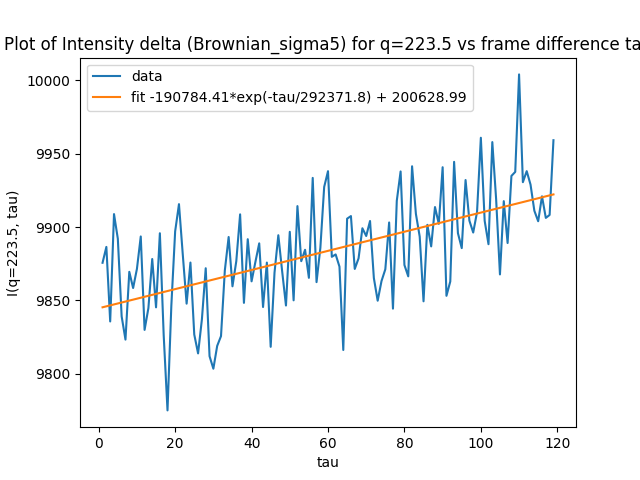 Plot of Intensity delta (Brownian_sigma5) for q=223.5 vs frame difference ta
data
fit -190784.41*exp(-tau/292371.8) + 200628.99
I(q=223.5, tau)
10000
9950
9900
9850
9800
0 20 40 60 80 100 120
tau